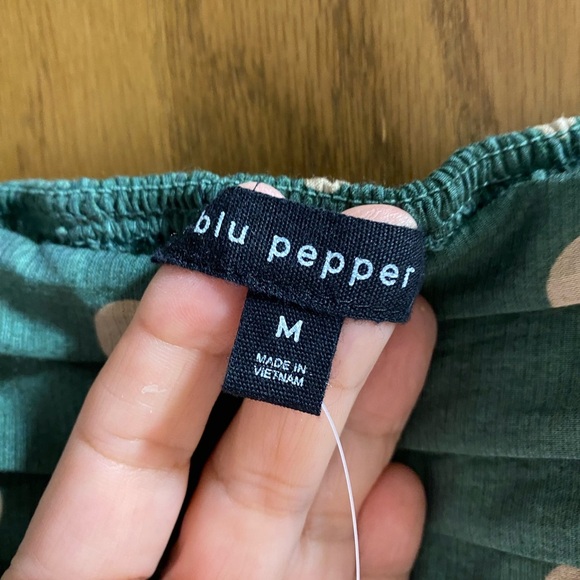 .blu pepper
M
MADE IN
VIETNAM